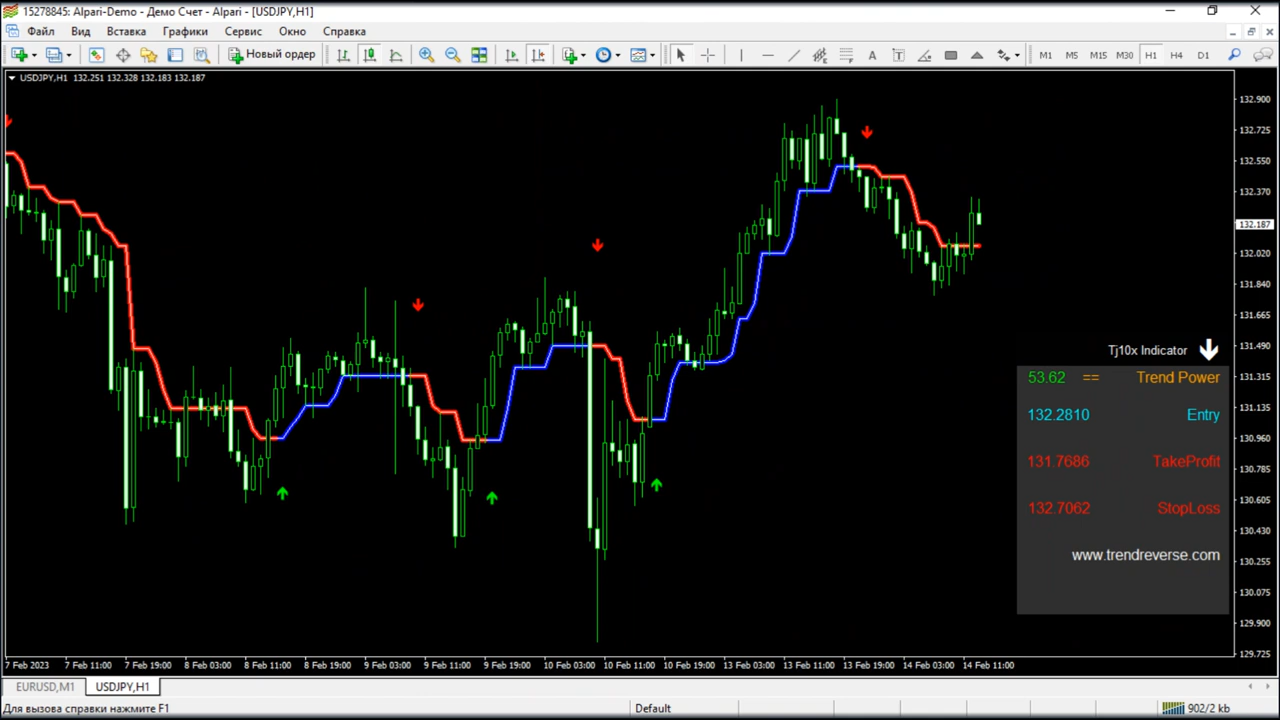 15278845: Alpari-Demo - Демо Счет - Alpari - [USDJPY,H1]
Файл Вид Вставка Графики Сервис Окно Справка
Новый ордер A T M1 M5 M15 M30 H1 H4 D1
USDJPY,H1 132.251 132.328 132.183 132.187
132.900
132.725
132.550
132.370
132.187
132.020
131.840
131.665
131.490
131.315
131.135
130.960
130.785
130.605
130.430
130.255
130.075
129.900
129.725
Tj10x Indicator
53.62 == Trend Power
132.2810 Entry
131.7686 TakeProfit
132.7062 StopLoss
www.trendreverse.com
7 Feb 2023 7 Feb 11:00 7 Feb 19:00 8 Feb 03:00 8 Feb 11:00 8 Feb 19:00 9 Feb 03:00 9 Feb 11:00 9 Feb 19:00 10 Feb 03:00 10 Feb 11:00 10 Feb 19:00 13 Feb 03:00 13 Feb 11:00 13 Feb 19:00 14 Feb 03:00 14 Feb 11:00
EURUSD,M1 USDJPY,H1
Для вызова справки нажмите F1 Default 902/2 kb